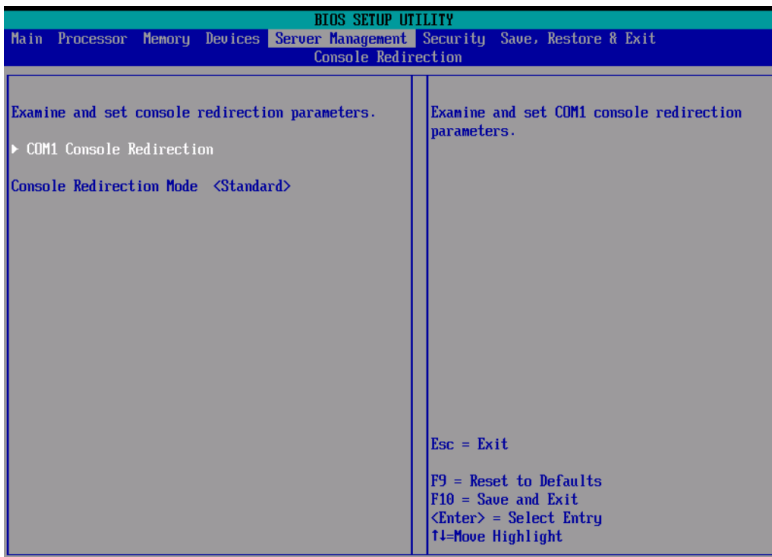 BIOS SETUP UTILITY
Main Processor Memory Devices Server Management Security Save, Restore & Exit
Console Redirection
Examine and set console redirection parameters.
▶ COM1 Console Redirection
Console Redirection Mode <Standard>
Examine and set COM1 console redirection
parameters.
Esc = Exit
F9 = Reset to Defaults
F10 = Save and Exit
<Enter> = Select Entry
↑↓=Move Highlight